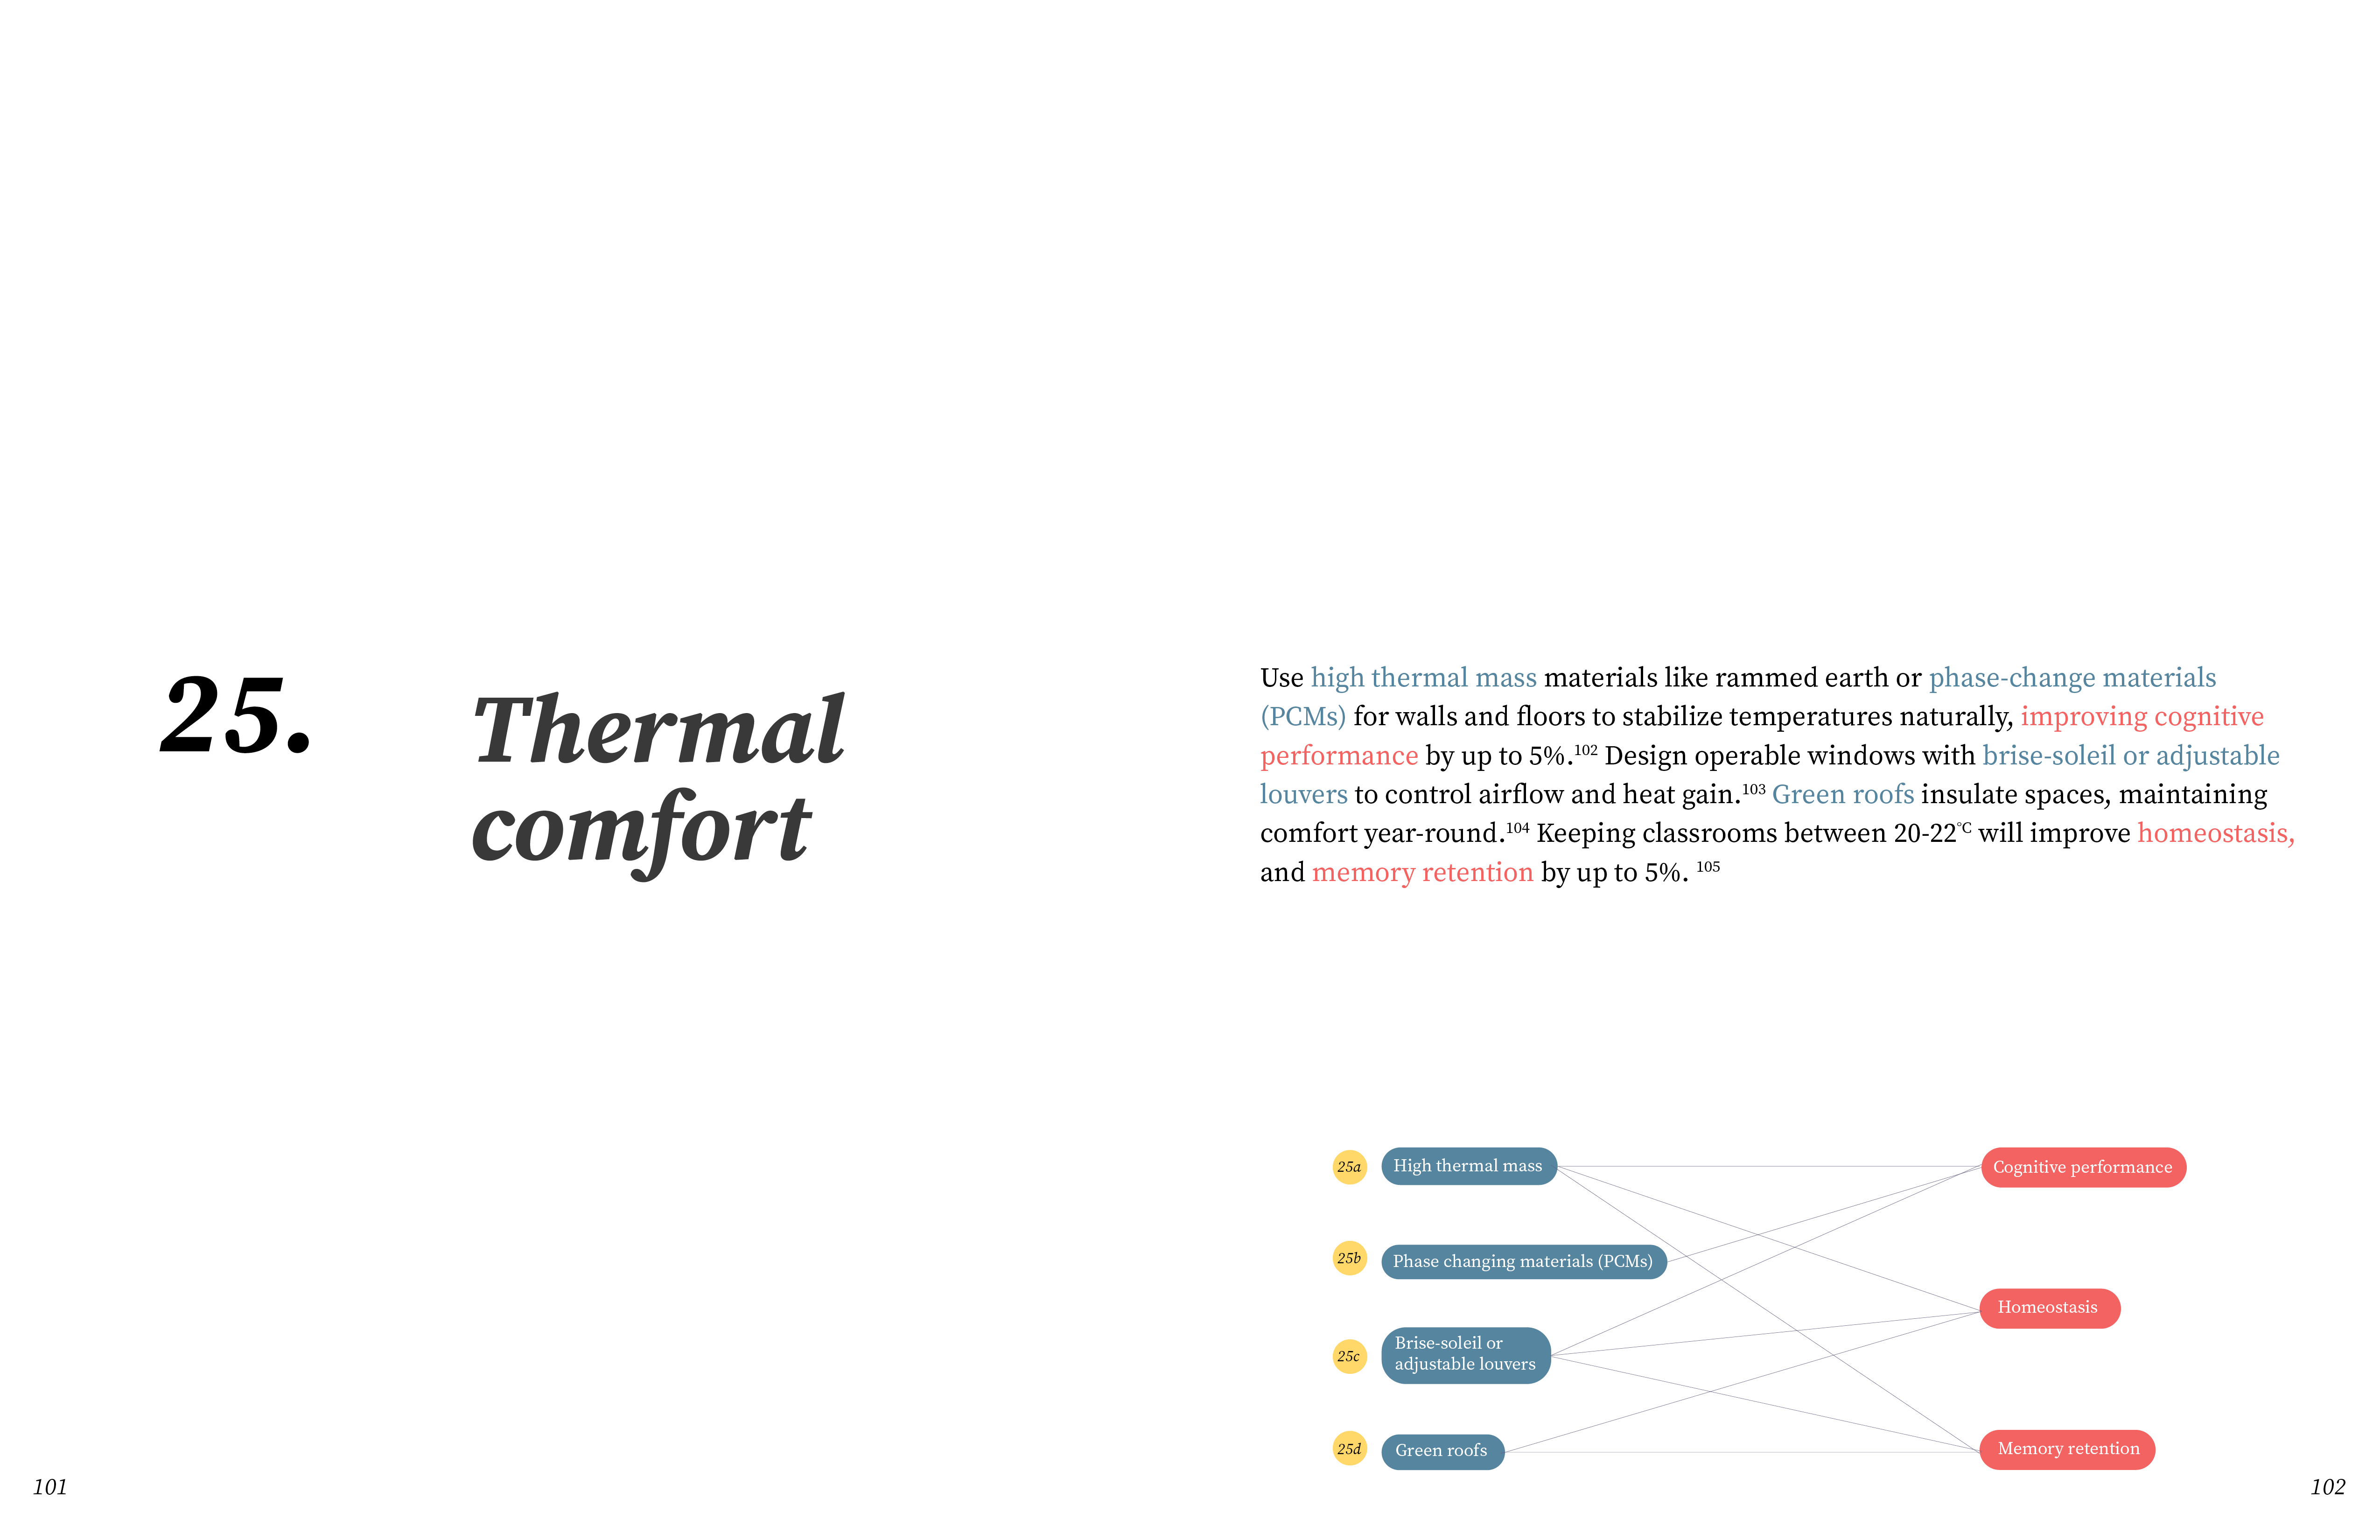 25.
Thermal
comfort
Use high thermal mass materials like rammed earth or phase-change materials
(PCMs) for walls and floors to stabilize temperatures naturally, improving cognitive
performance by up to 5%.¹⁰² Design operable windows with brise-soleil or adjustable
louvers to control airflow and heat gain.¹⁰³ Green roofs insulate spaces, maintaining
comfort year-round.¹⁰⁴ Keeping classrooms between 20-22°C will improve homeostasis,
and memory retention by up to 5%. ¹⁰⁵
25a
High thermal mass
Cognitive performance
25b
Phase changing materials (PCMs)
Homeostasis
25c
Brise-soleil or
adjustable louvers
25d
Green roofs
Memory retention
101
102